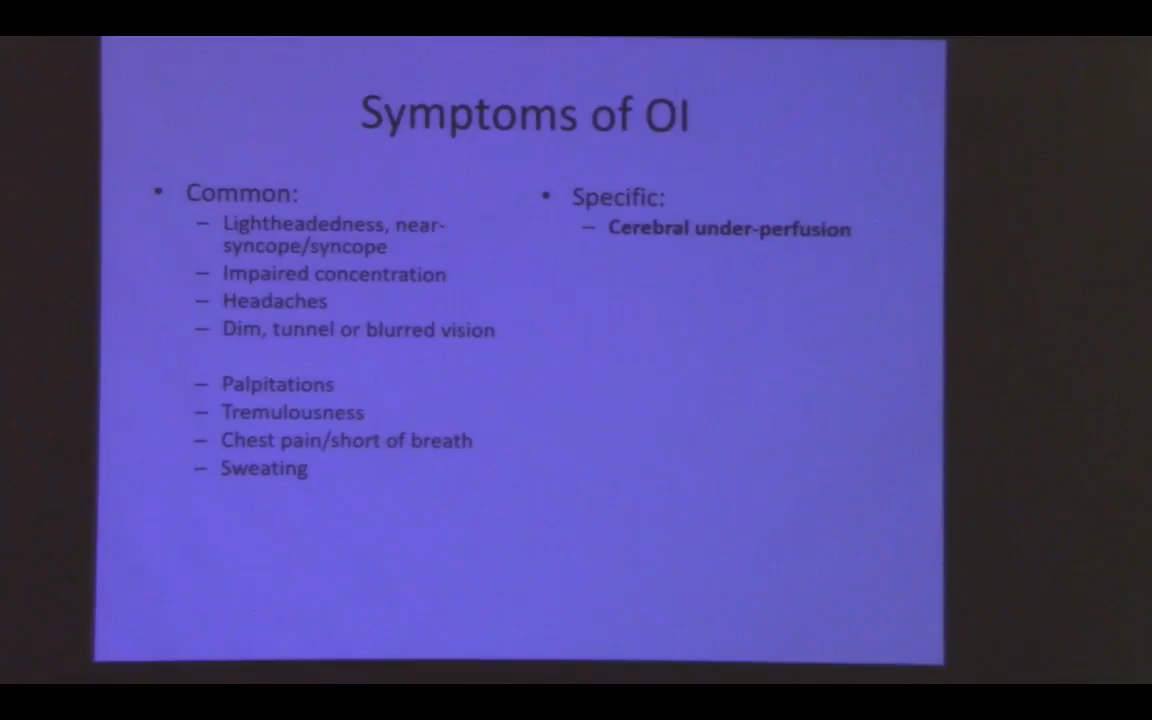 Symptoms of OI
• Common:
– Lightheadedness, near-
syncope/syncope
– Impaired concentration
– Headaches
– Dim, tunnel or blurred vision
– Palpitations
– Tremulousness
– Chest pain/short of breath
– Sweating
• Specific:
– Cerebral under-perfusion